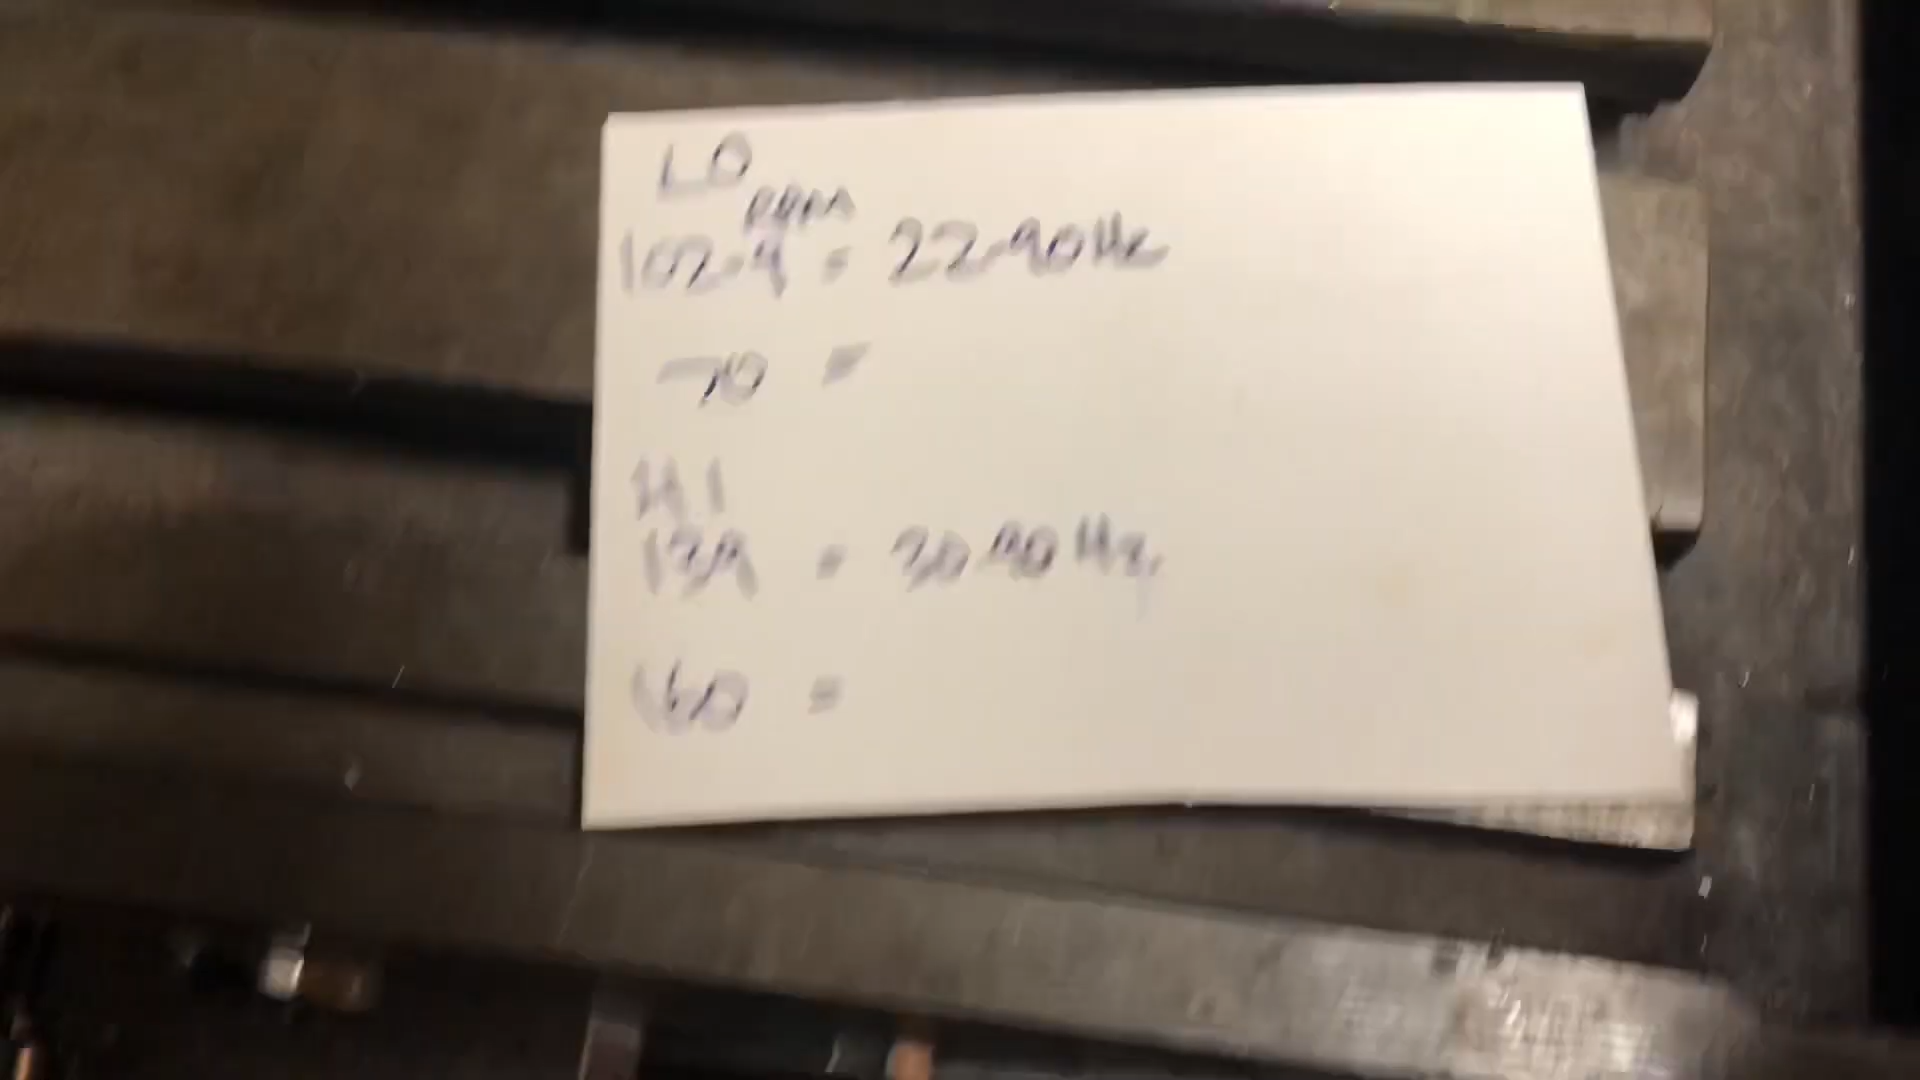 LO
RPM
102.9 = 22.90Hz
70 =
HI
139 = 30.90Hz
160 =